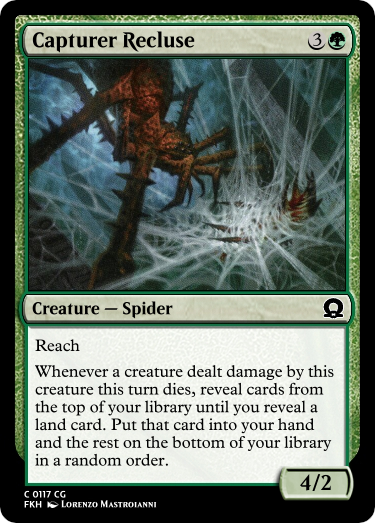 Capturer Recluse 3
Creature — Spider
Reach
Whenever a creature dealt damage by this
creature this turn dies, reveal cards from
the top of your library until you reveal a
land card. Put that card into your hand
and the rest on the bottom of your library
in a random order.
4/2
C 0117 CG
FKH Lorenzo Mastroianni